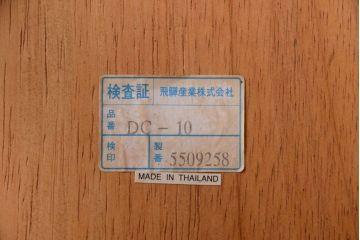 検査証 飛驒産業株式会社
品番 DC-10
検印 製番 5509258
MADE IN THAILAND